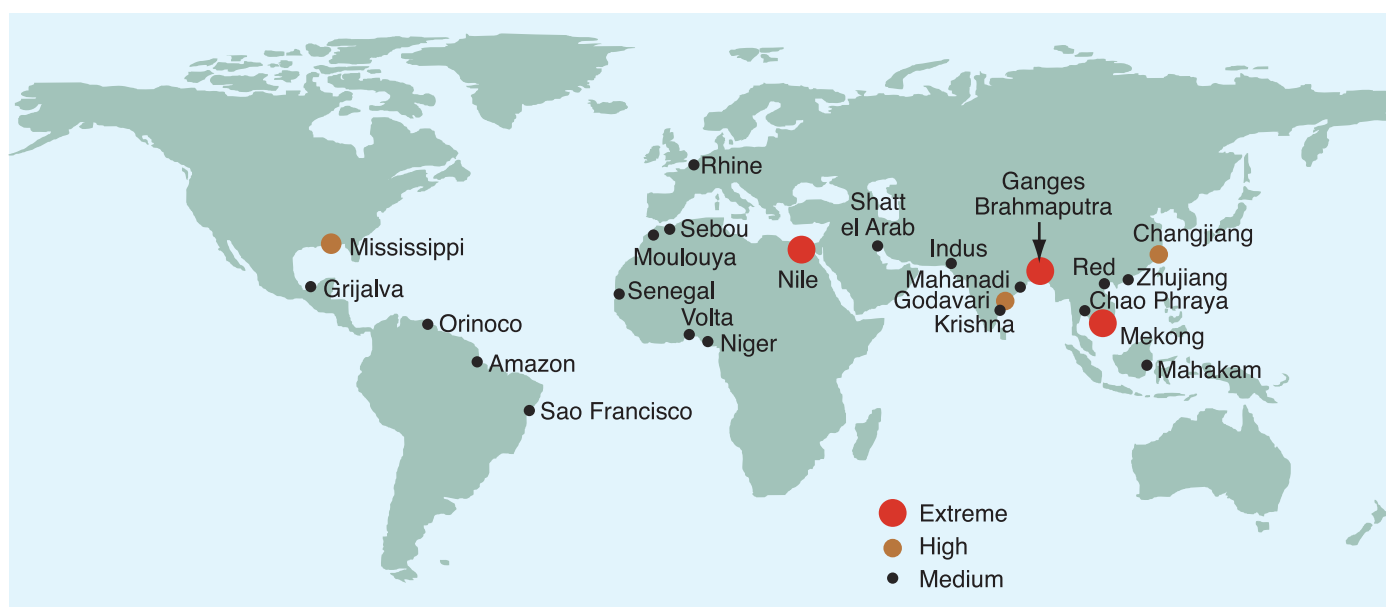 Rhine
Ganges
Brahmaputra
Shatt
el Arab
Changjiang
Sebou
Mississippi
Moulouya
Indus
Nile
Mahanadi
Red
Zhujiang
Grijalva
Senegal
Godavari
Chao Phraya
Volta
Krishna
Orinoco
Niger
Mekong
Amazon
Mahakam
Sao Francisco
Extreme
High
Medium